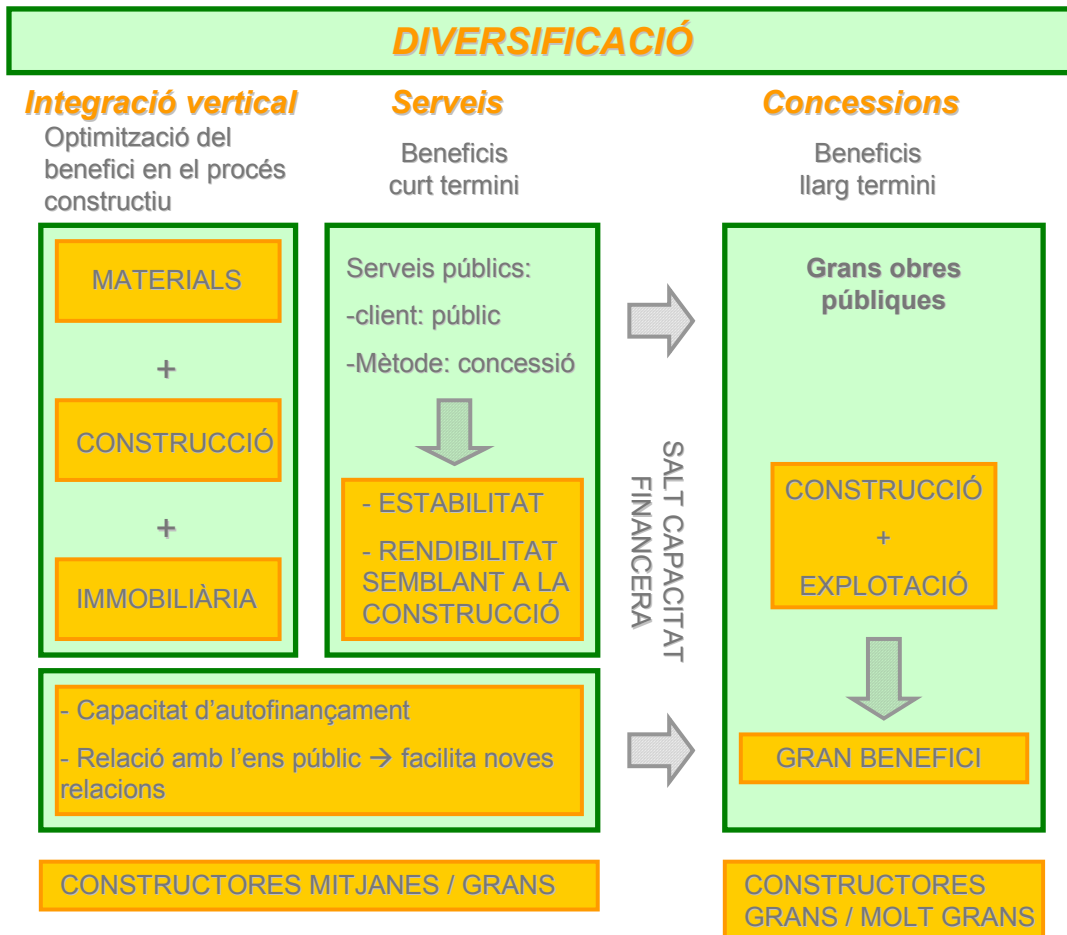 DIVERSIFICACIÓ
Integració vertical
Optimització del
benefici en el procés
constructiu
MATERIALS
+
CONSTRUCCIÓ
+
IMMOBILIÀRIA
Serveis
Beneficis
curt termini
Serveis públics:
-client: públic
-Mètode: concessió
- ESTABILITAT
- RENDIBILITAT
SEMBLANT A LA
CONSTRUCCIÓ
- Capacitat d’autofinançament
- Relació amb l’ens públic → facilita noves
relacions
CONSTRUCTORES MITJANES / GRANS
SALT CAPACITAT
FINANCERA
Concessions
Beneficis
llarg termini
Grans obres
públiques
CONSTRUCCIÓ
+
EXPLOTACIÓ
GRAN BENEFICI
CONSTRUCTORES
GRANS / MOLT GRANS